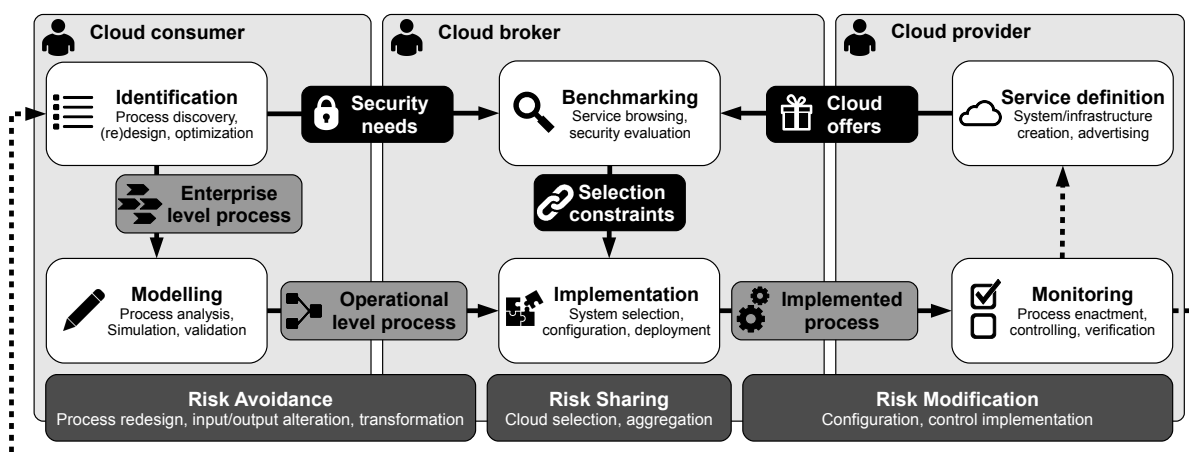 Cloud consumer
Cloud broker
Cloud provider
Identification
Process discovery,
(re)design, optimization
Security
needs
Benchmarking
Service browsing,
security evaluation
Cloud
offers
Service definition
System/infrastructure
creation, advertising
Enterprise
level process
Selection
constraints
Modelling
Process analysis,
Simulation, validation
Operational
level process
Implementation
System selection,
configuration, deployment
Implemented
process
Monitoring
Process enactment,
controlling, verification
Risk Avoidance
Process redesign, input/output alteration, transformation
Risk Sharing
Cloud selection, aggregation
Risk Modification
Configuration, control implementation